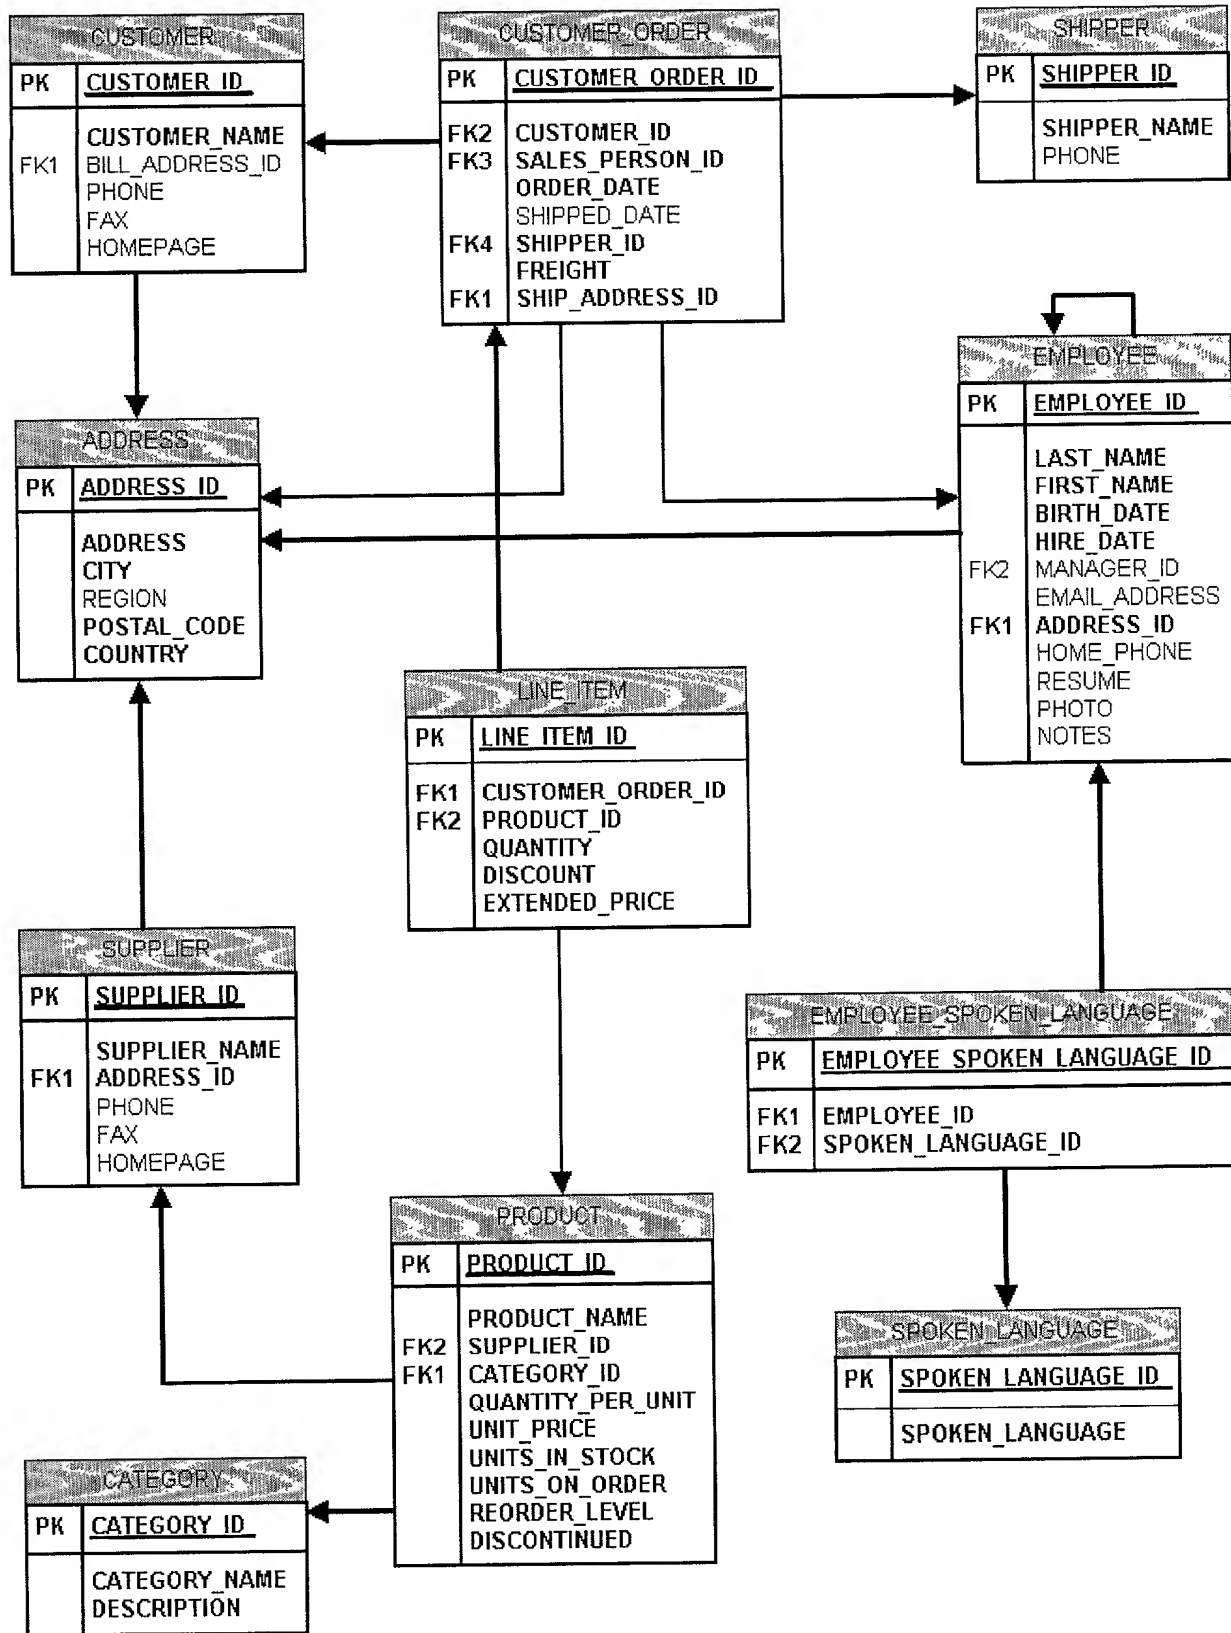 CUSTOMER
PK CUSTOMER_ID
CUSTOMER_NAME
FK1 BILL_ADDRESS_ID
PHONE
FAX
HOMEPAGE
CUSTOMER_ORDER
PK CUSTOMER_ORDER_ID
FK2 CUSTOMER_ID
FK3 SALES_PERSON_ID
ORDER_DATE
SHIPPED_DATE
FK4 SHIPPER_ID
FREIGHT
FK1 SHIP_ADDRESS_ID
SHIPPER
PK SHIPPER_ID
SHIPPER_NAME
PHONE
EMPLOYEE
PK EMPLOYEE_ID
LAST_NAME
FIRST_NAME
BIRTH_DATE
HIRE_DATE
FK2 MANAGER_ID
EMAIL_ADDRESS
FK1 ADDRESS_ID
HOME_PHONE
RESUME
PHOTO
NOTES
ADDRESS
PK ADDRESS_ID
ADDRESS
CITY
REGION
POSTAL_CODE
COUNTRY
LINE_ITEM
PK LINE_ITEM_ID
FK1 CUSTOMER_ORDER_ID
FK2 PRODUCT_ID
QUANTITY
DISCOUNT
EXTENDED_PRICE
SUPPLIER
PK SUPPLIER_ID
SUPPLIER_NAME
FK1 ADDRESS_ID
PHONE
FAX
HOMEPAGE
EMPLOYEE_SPOKEN_LANGUAGE
PK EMPLOYEE_SPOKEN_LANGUAGE_ID
FK1 EMPLOYEE_ID
FK2 SPOKEN_LANGUAGE_ID
PRODUCT
PK PRODUCT_ID
PRODUCT_NAME
FK2 SUPPLIER_ID
FK1 CATEGORY_ID
QUANTITY_PER_UNIT
UNIT_PRICE
UNITS_IN_STOCK
UNITS_ON_ORDER
REORDER_LEVEL
DISCONTINUED
SPOKEN_LANGUAGE
PK SPOKEN_LANGUAGE_ID
SPOKEN_LANGUAGE
CATEGORY
PK CATEGORY_ID
CATEGORY_NAME
DESCRIPTION